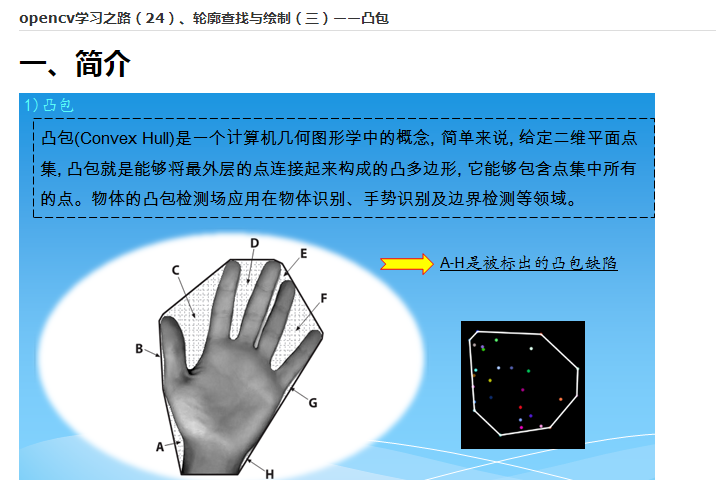 opencv学习之路（24）、轮廓查找与绘制（三）——凸包
一、简介
1)凸包
凸包(Convex Hull)是一个计算机几何图形学中的概念, 简单来说, 给定二维平面点
集, 凸包就是能够将最外层的点连接起来构成的凸多边形, 它能够包含点集中所有
的点。物体的凸包检测场应用在物体识别、手势识别及边界检测等领域。
A-H是被标出的凸包缺陷
D
E
C
F
B
G
A
H